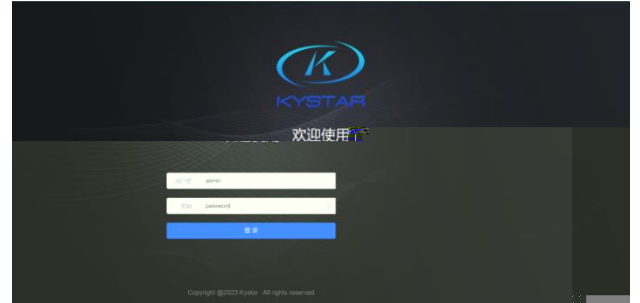 KYSTAR
欢迎使用
admin
password
登录
Copyright @2023 Kystar . All rights reserved